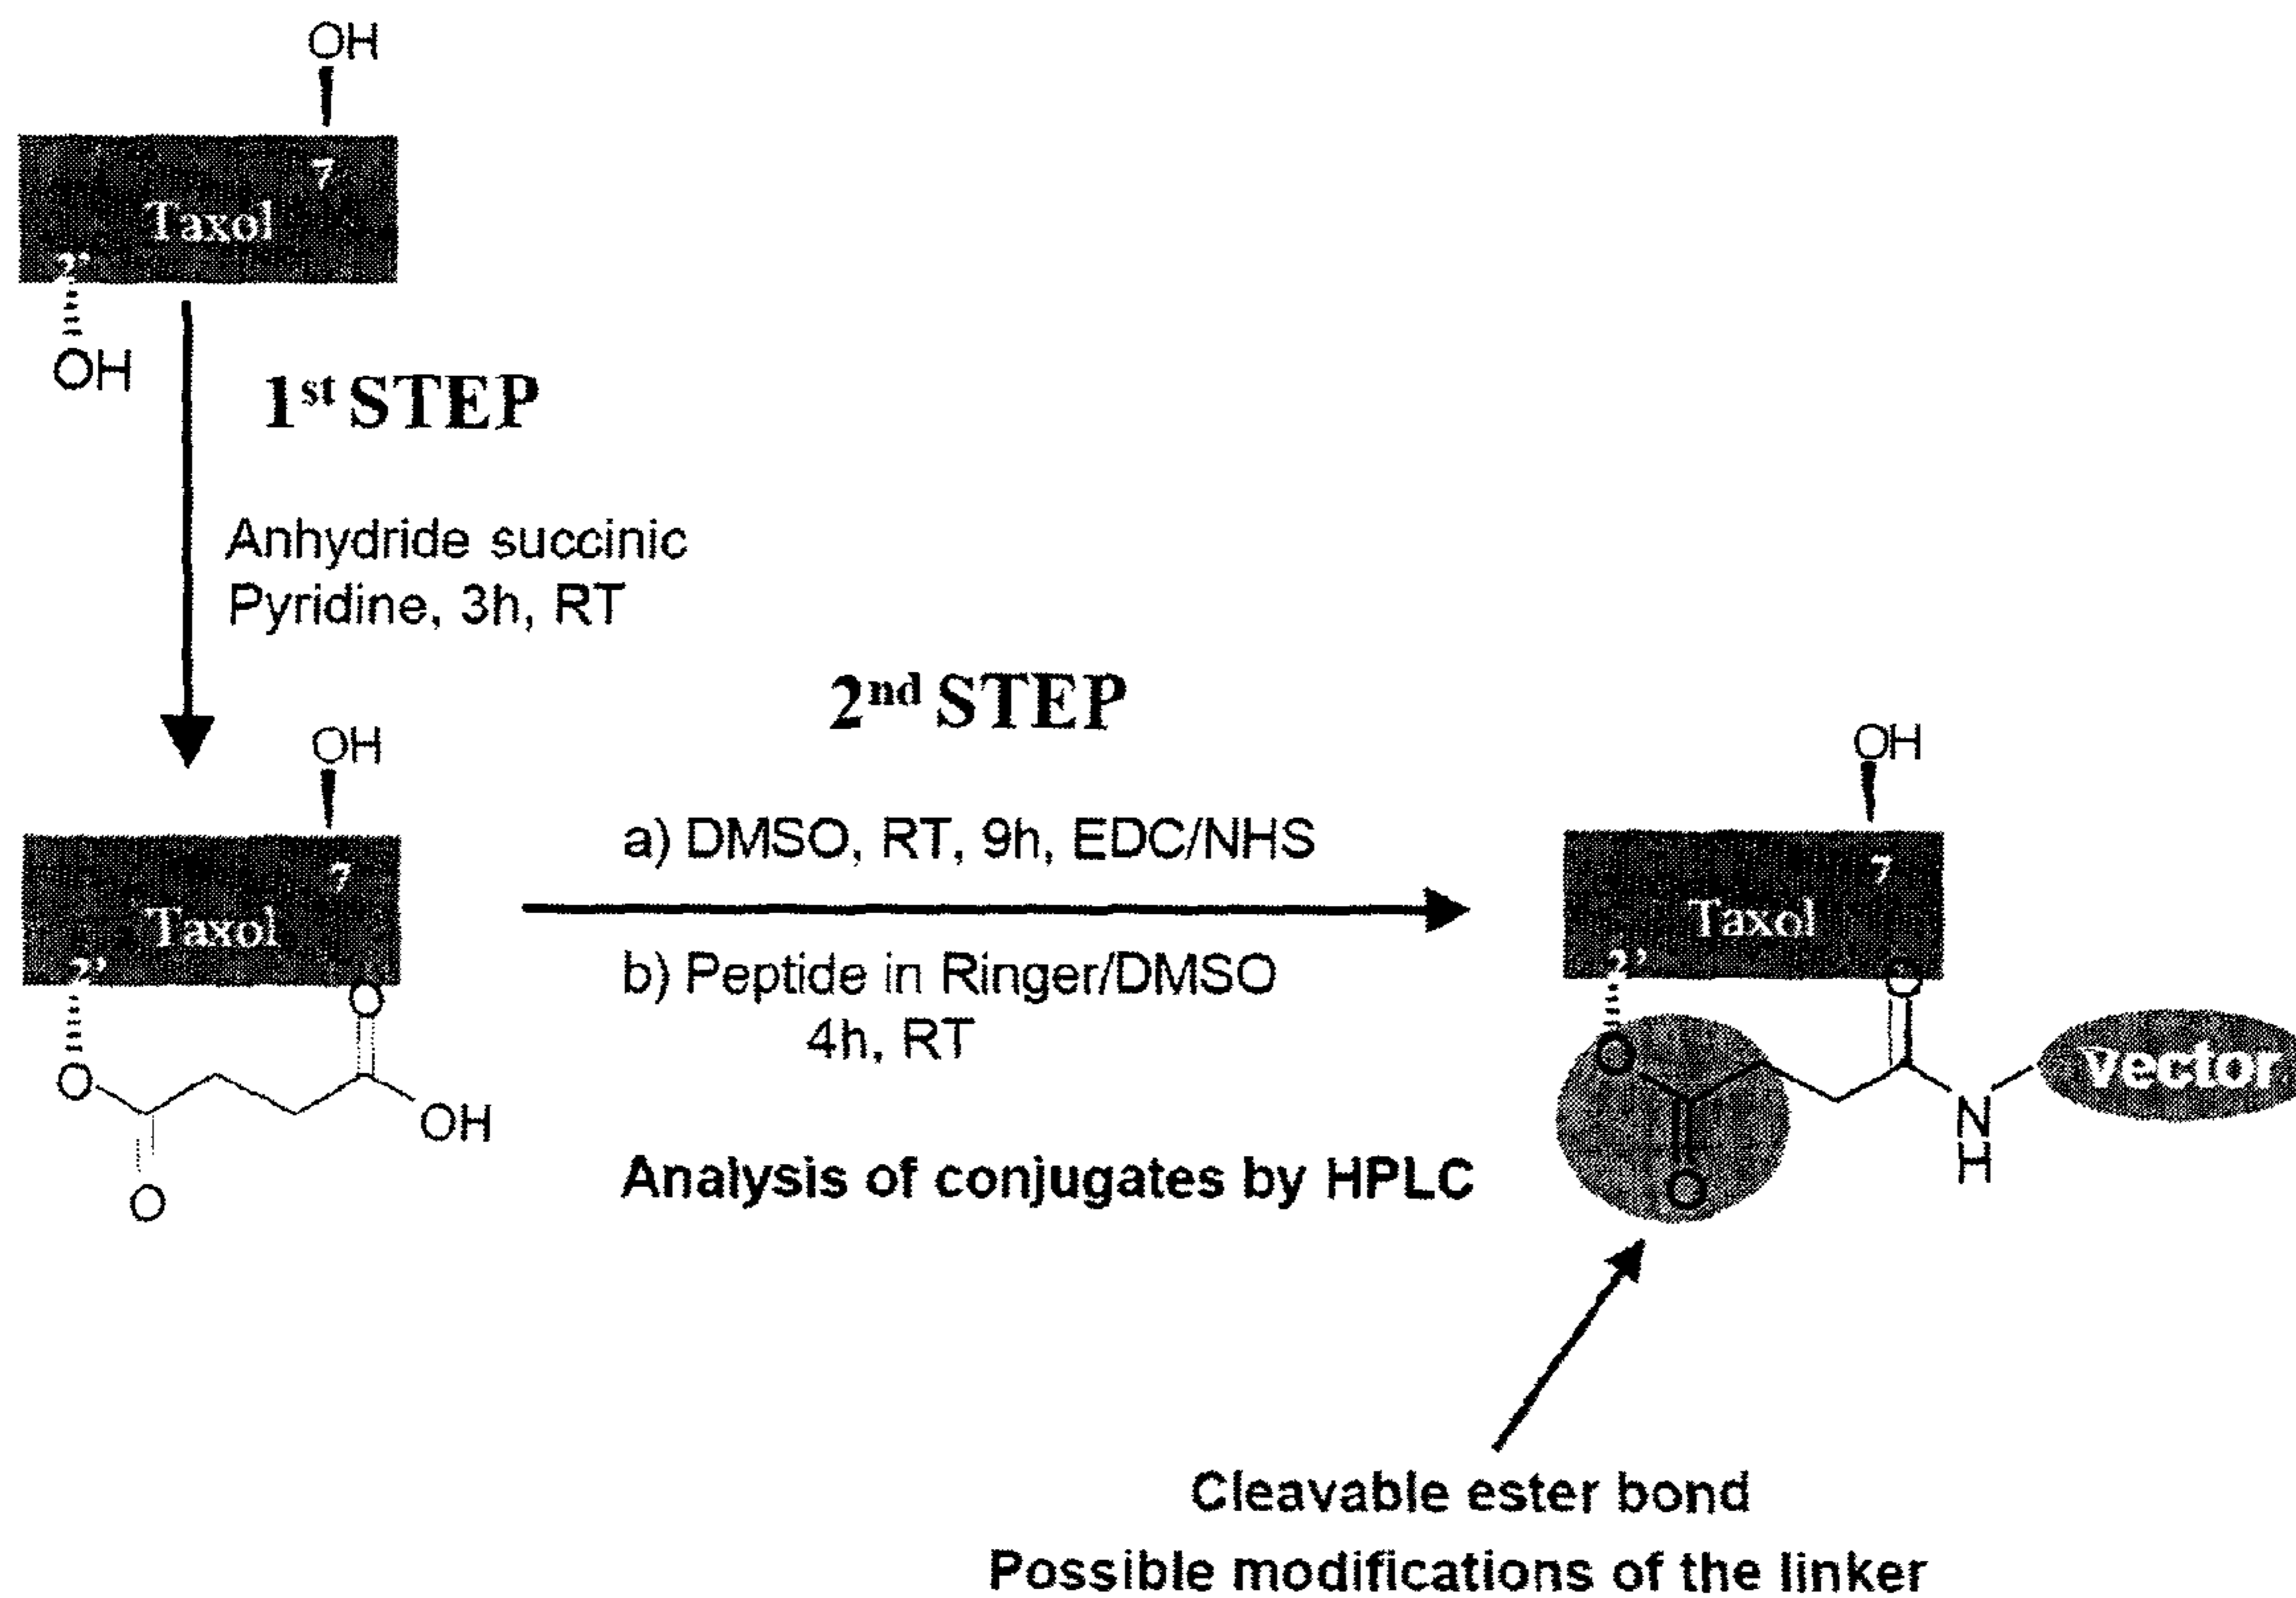 OH
7
Taxol
2'
OH
1st STEP
Anhydride succinic
Pyridine, 3h, RT
2nd STEP
OH
7
Taxol
2'
O
O
OH
O
a) DMSO, RT, 9h, EDC/NHS
b) Peptide in Ringer/DMSO
4h, RT
Analysis of conjugates by HPLC
OH
7
Taxol
2'
O
O
O
N
H
vector
Cleavable ester bond
Possible modifications of the linker